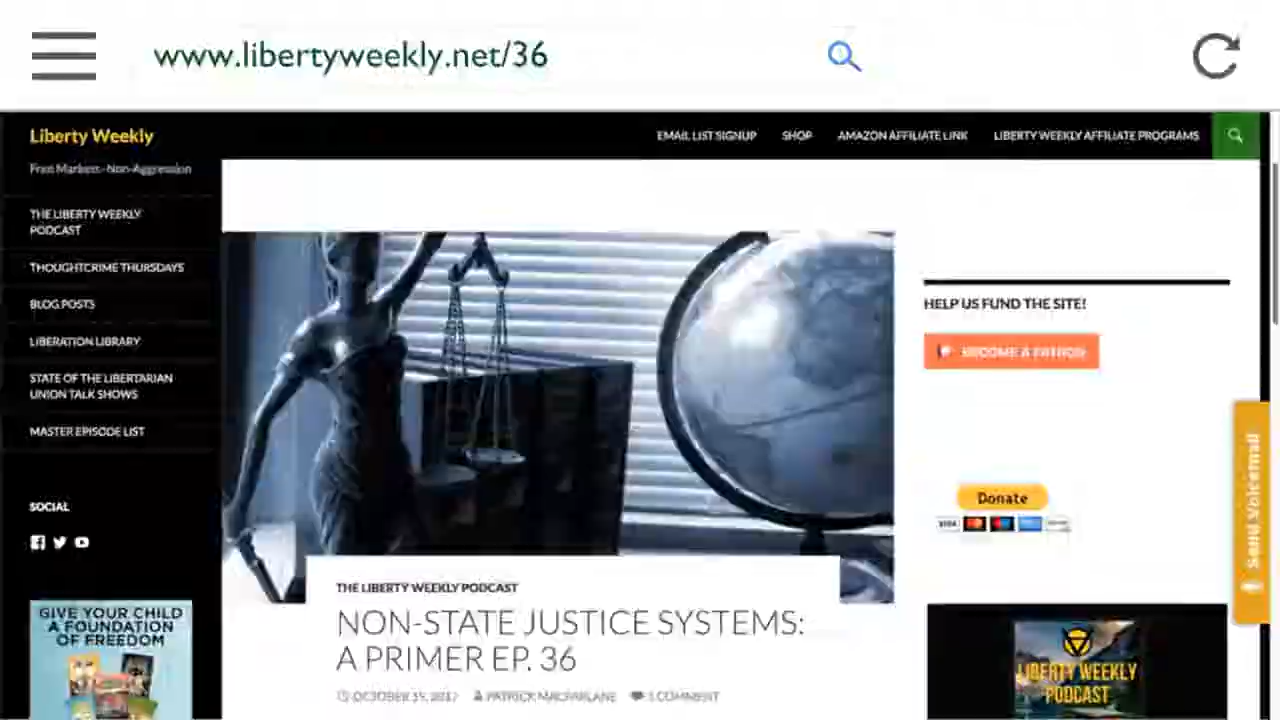 www.libertyweekly.net/36
Liberty Weekly
EMAIL LIST SIGNUP SHOP AMAZON AFFILIATE LINK LIBERTY WEEKLY AFFILIATE PROGRAMS
Free Markets--Non-Aggression
THE LIBERTY WEEKLY
PODCAST
THOUGHTCRIME THURSDAYS
BLOG POSTS
LIBERATION LIBRARY
STATE OF THE LIBERTARIAN
UNION TALK SHOWS
MASTER EPISODE LIST
SOCIAL
GIVE YOUR CHILD
A FOUNDATION
OF FREEDOM
THE LIBERTY WEEKLY PODCAST
NON-STATE JUSTICE SYSTEMS:
A PRIMER EP. 36
OCTOBER 19, 2017 PATRICK MACFARLANE 1 COMMENT
HELP US FUND THE SITE!
BECOME A PATRON
Donate
VISA
Send Voicemail
LIBERTY WEEKLY
PODCAST